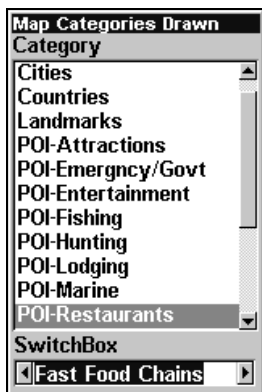 Map Categories Drawn
Category
Cities
Countries
Landmarks
POI-Attractions
POI-Emergncy/Govt
POI-Entertainment
POI-Fishing
POI-Hunting
POI-Lodging
POI-Marine
POI-Restaurants
SwitchBox
Fast Food Chains